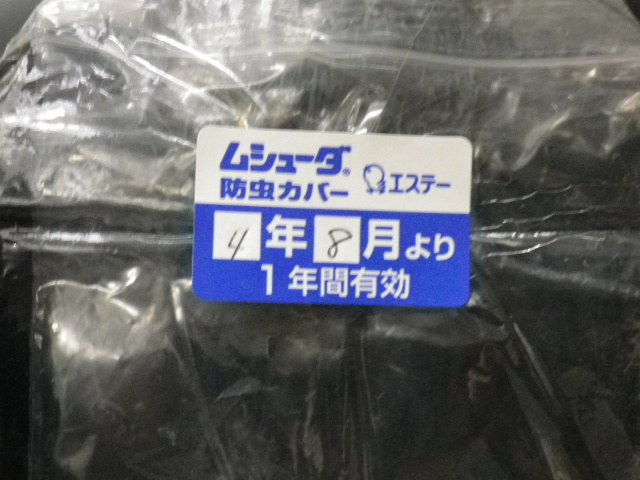 ムシューダ®
防虫カバー エステー
4年8月より
1年間有効